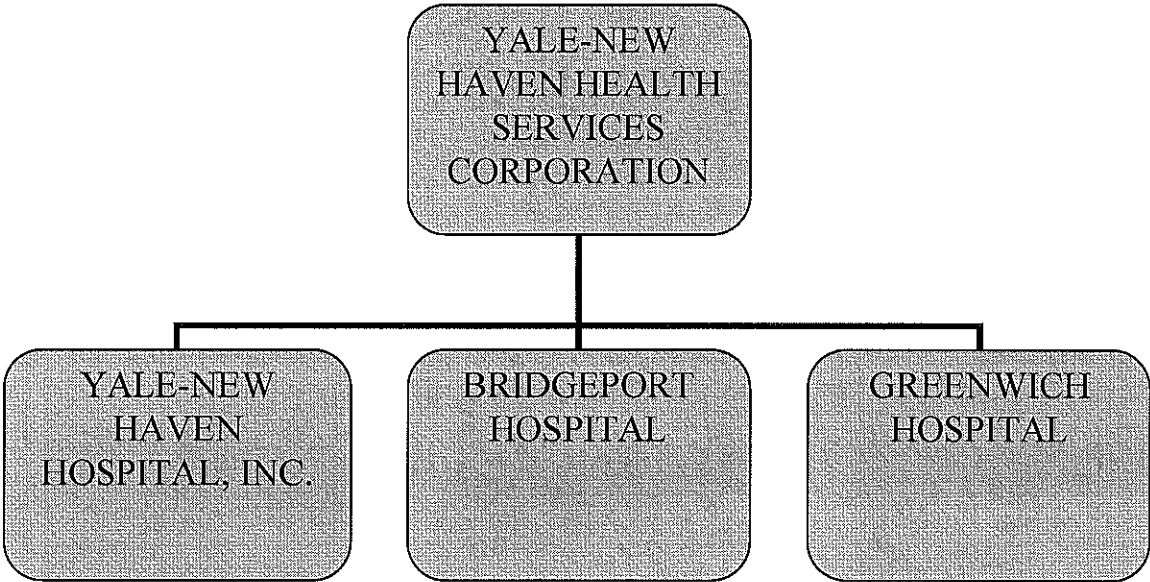 YALE-NEW
HAVEN HEALTH
SERVICES
CORPORATION
YALE-NEW
HAVEN
HOSPITAL, INC.
BRIDGEPORT
HOSPITAL
GREENWICH
HOSPITAL